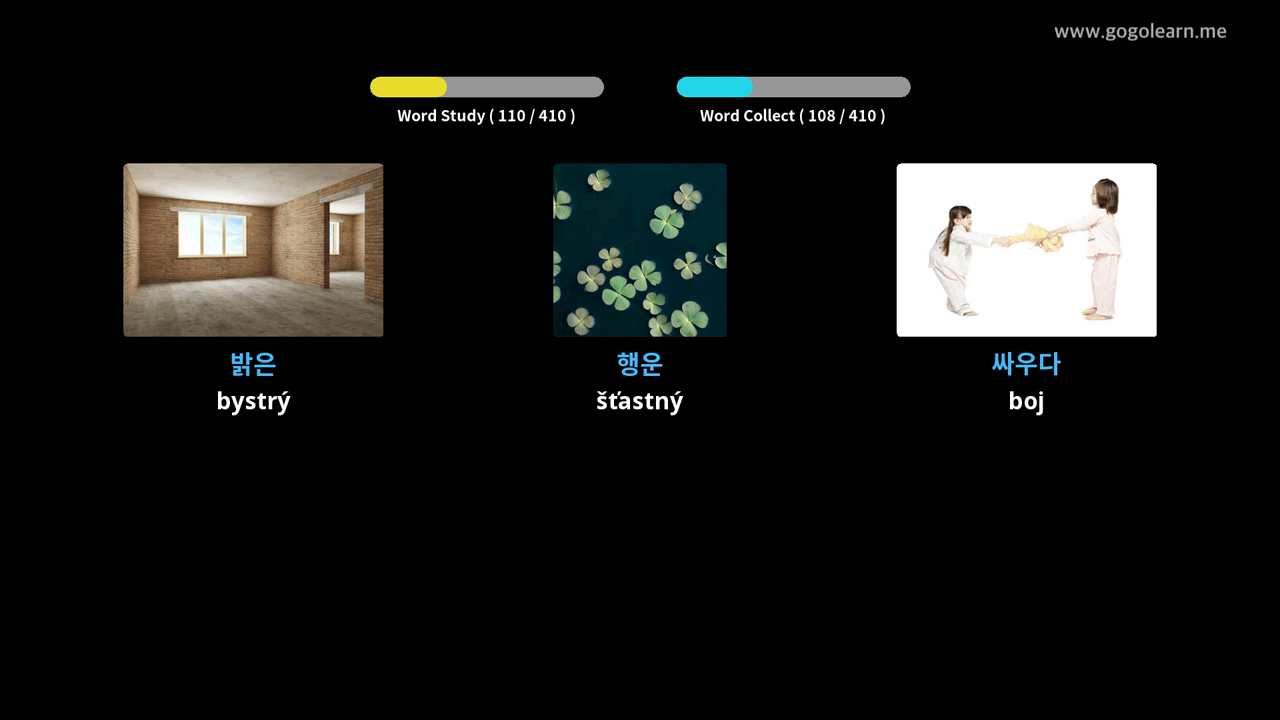 www.gogolearn.me
Word Study ( 110 / 410 )
Word Collect ( 108 / 410 )
밝은
bystrý
행운
šťastný
싸우다
boj